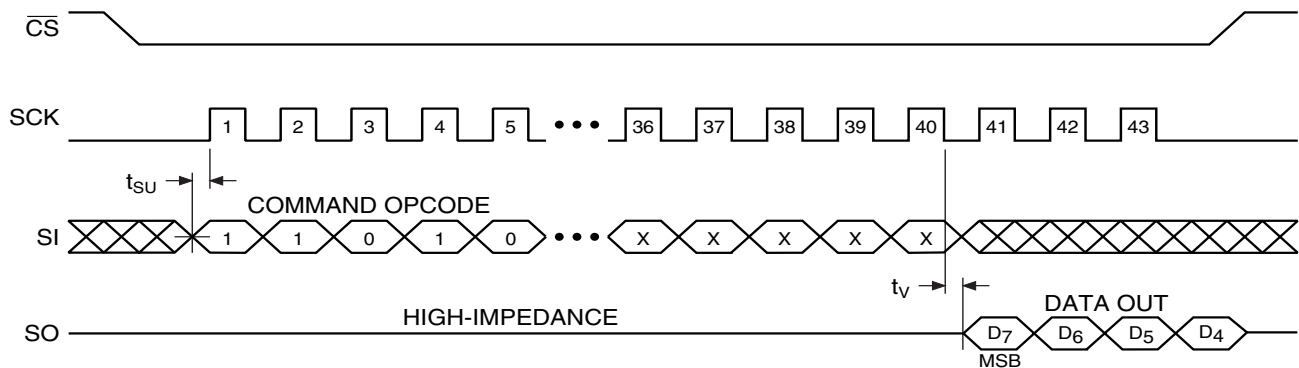 CS
SCK 1 2 3 4 5 ••• 36 37 38 39 40 41 42 43
tSU
COMMAND OPCODE
SI 1 1 0 1 0 ••• X X X X X
tV
DATA OUT
HIGH-IMPEDANCE
SO D7 D6 D5 D4
MSB